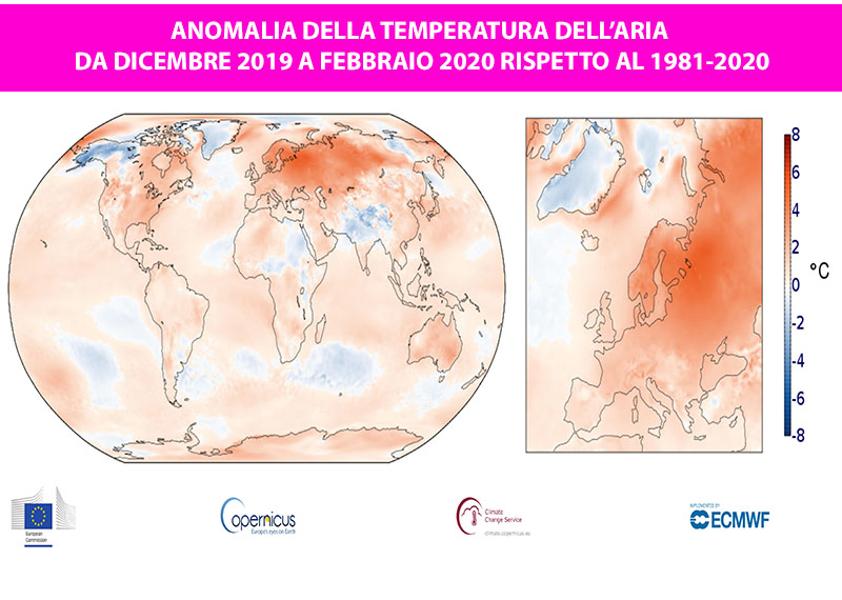 ANOMALIA DELLA TEMPERATURA DELL'ARIA
DA DICEMBRE 2019 A FEBBRAIO 2020 RISPETTO AL 1981-2020
8
6
4
2
0
-2
-4
-6
-8
°C
European
Commission
Copernicus
Europe's eyes on Earth
Climate
Change Service
climate.copernicus.eu
IMPLEMENTED BY
ECMWF